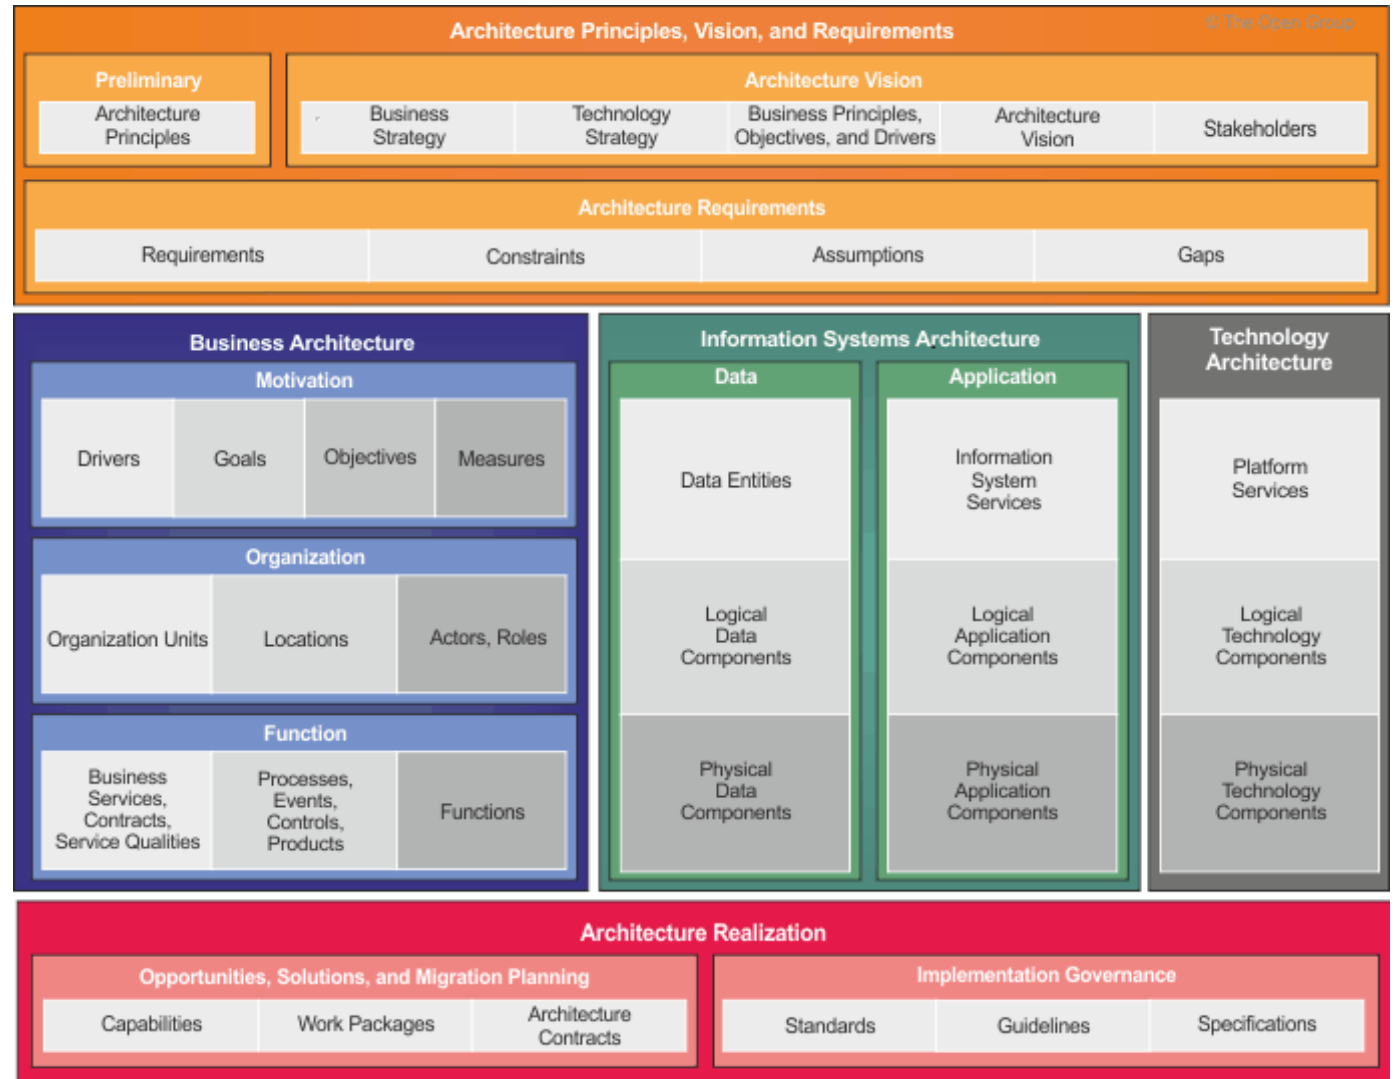 Architecture Principles, Vision, and Requirements
© The Open Group
Preliminary
Architecture
Principles
Architecture Vision
Business
Strategy
Technology
Strategy
Business Principles,
Objectives, and Drivers
Architecture
Vision
Stakeholders
Architecture Requirements
Requirements
Constraints
Assumptions
Gaps
Business Architecture
Motivation
Drivers
Goals
Objectives
Measures
Organization
Organization Units
Locations
Actors, Roles
Function
Business
Services,
Contracts,
Service Qualities
Processes,
Events,
Controls,
Products
Functions
Information Systems Architecture
Data
Data Entities
Logical
Data
Components
Physical
Data
Components
Application
Information
System
Services
Logical
Application
Components
Physical
Application
Components
Technology
Architecture
Platform
Services
Logical
Technology
Components
Physical
Technology
Components
Architecture Realization
Opportunities, Solutions, and Migration Planning
Capabilities
Work Packages
Architecture
Contracts
Implementation Governance
Standards
Guidelines
Specifications